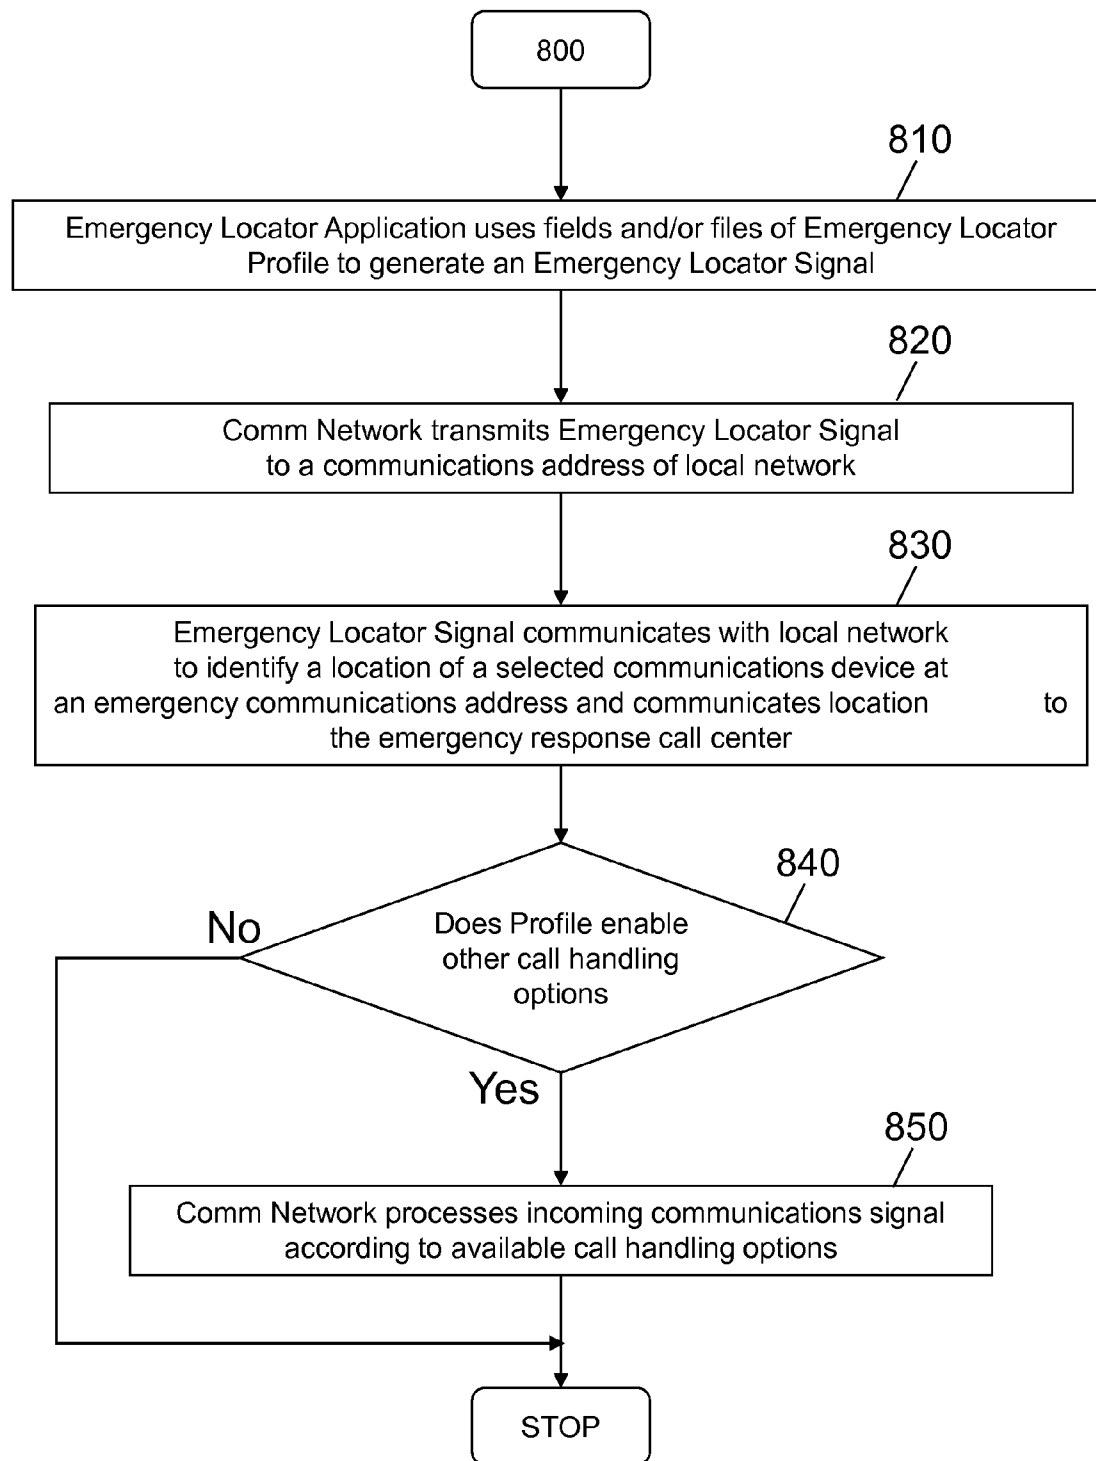 800
810
Emergency Locator Application uses fields and/or files of Emergency Locator
Profile to generate an Emergency Locator Signal
820
Comm Network transmits Emergency Locator Signal
to a communications address of local network
830
Emergency Locator Signal communicates with local network
to identify a location of a selected communications device at
an emergency communications address and communicates location to
the emergency response call center
840
No
Does Profile enable
other call handling
options
Yes
850
Comm Network processes incoming communications signal
according to available call handling options
STOP